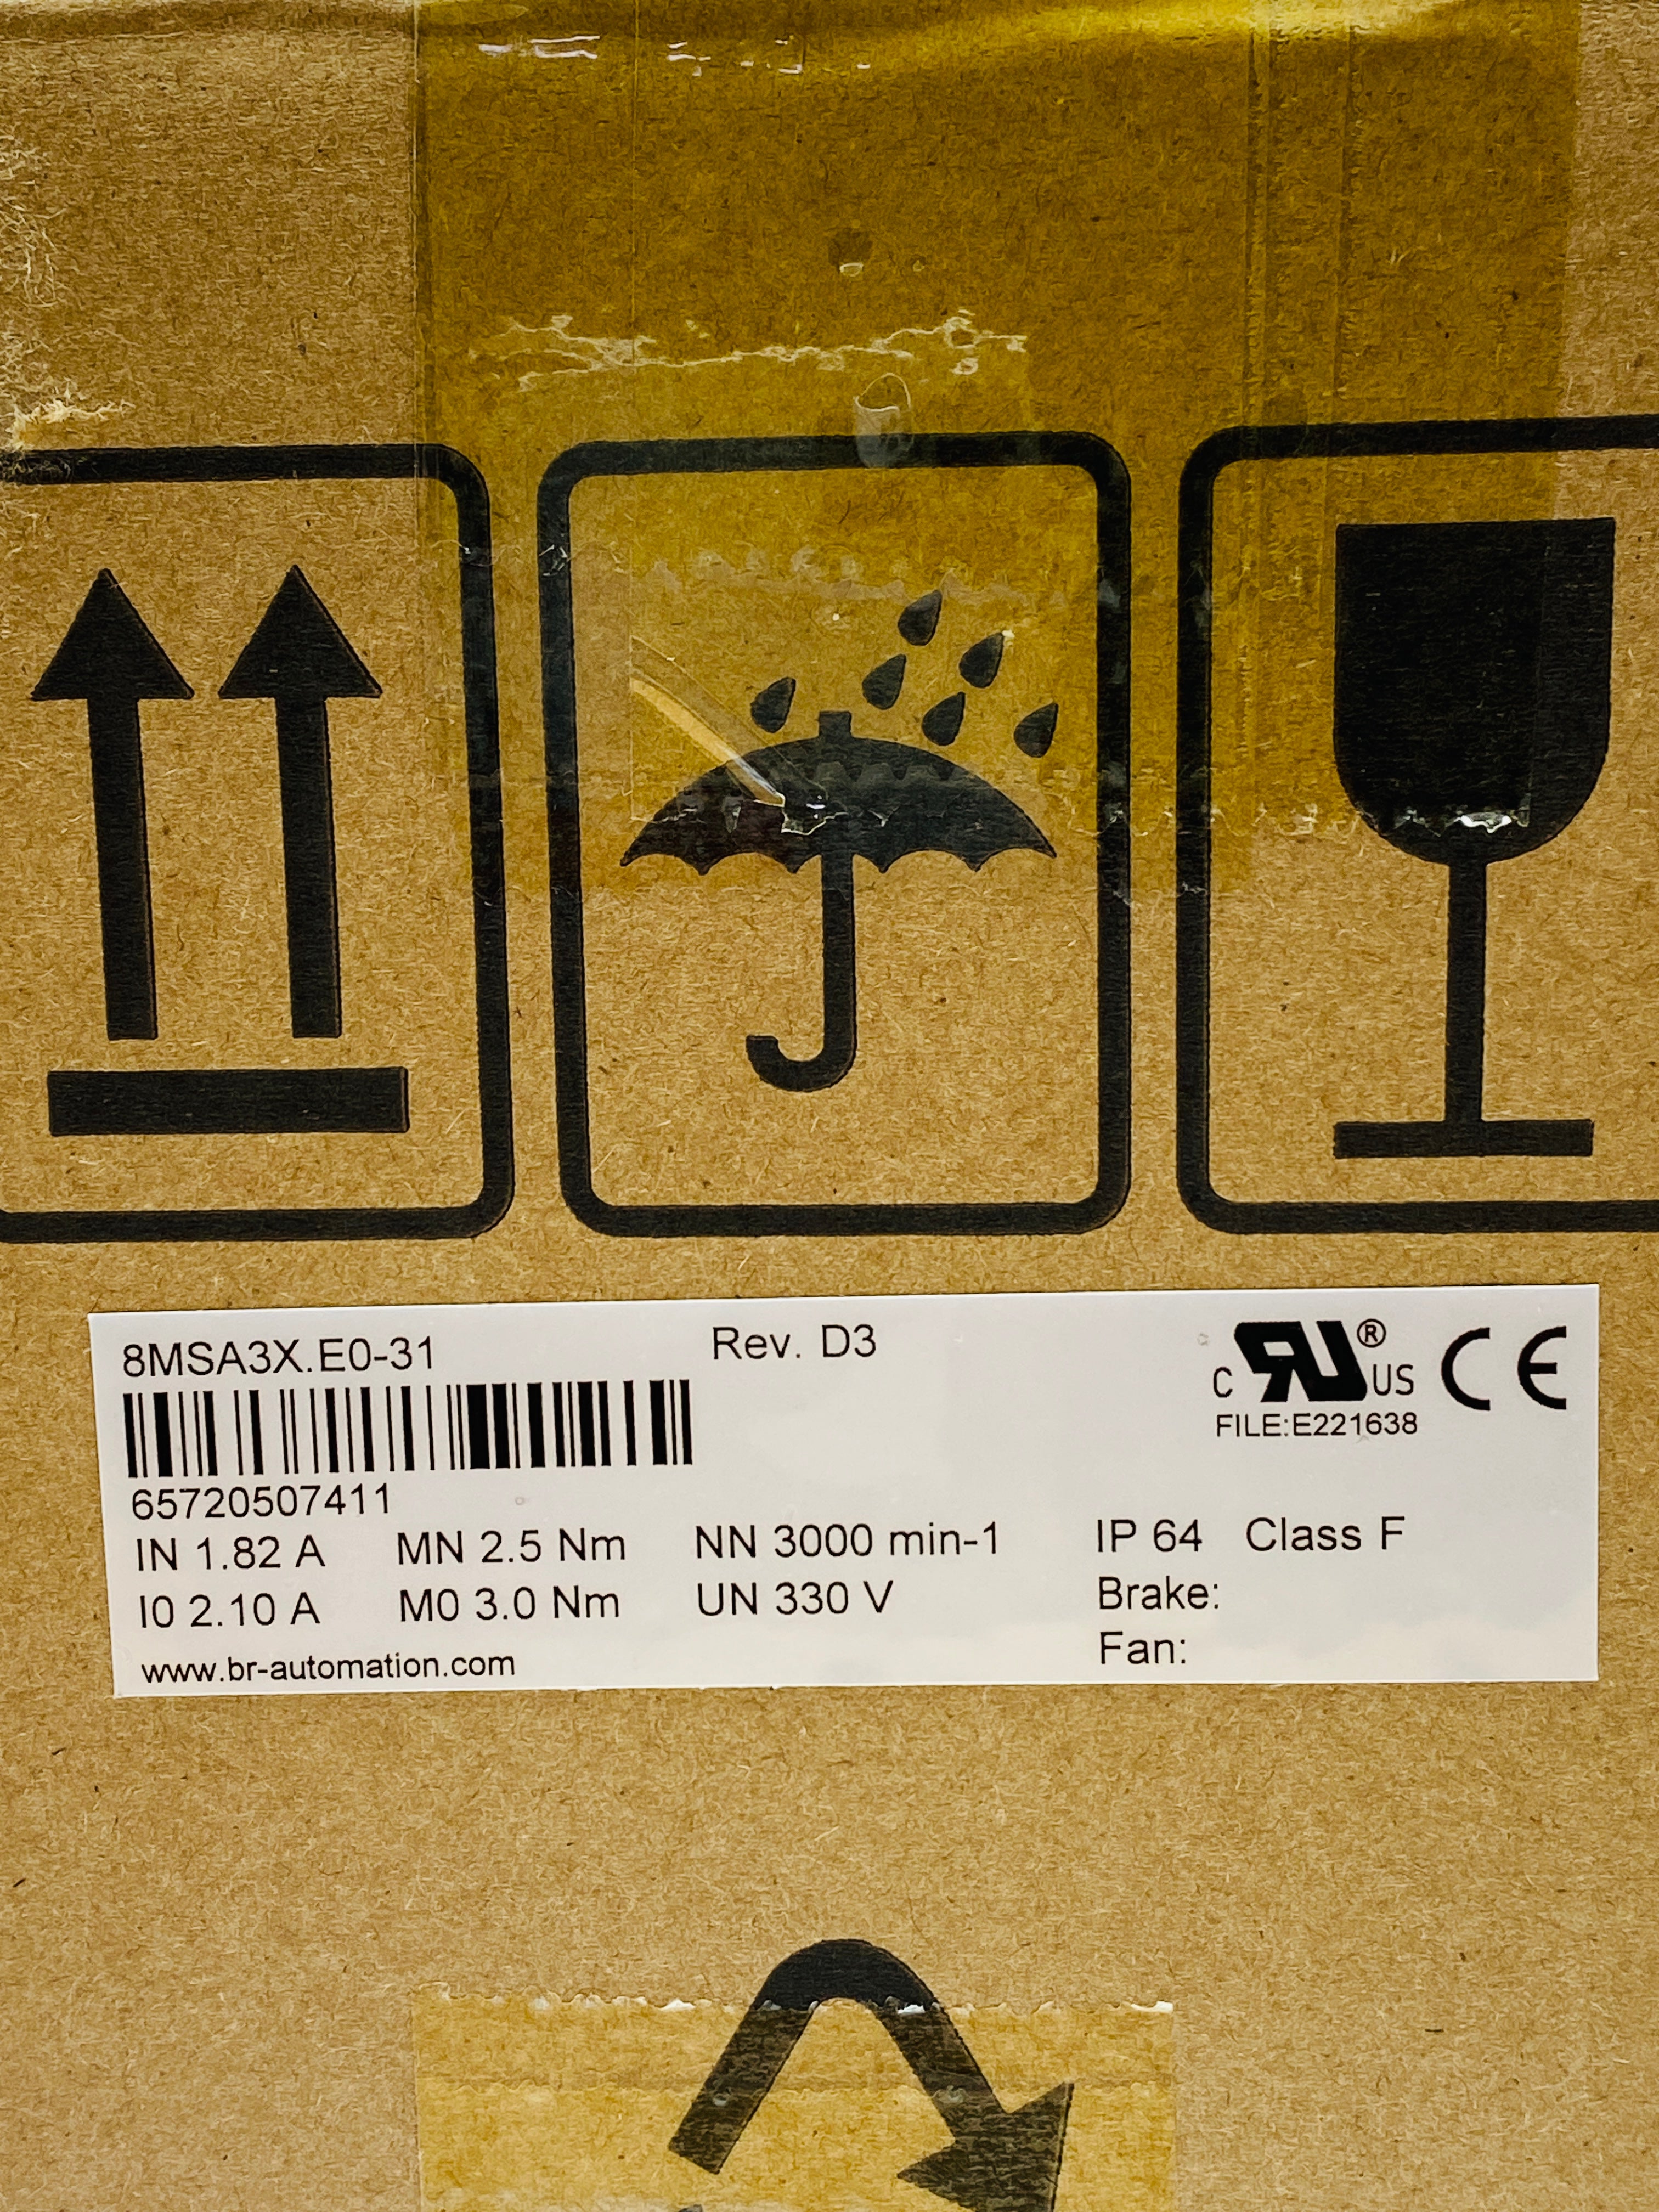 8MSA3X.E0-31 Rev. D3
c RU® US CE
FILE:E221638
65720507411
IN 1.82 A MN 2.5 Nm NN 3000 min-1 IP 64 Class F
I0 2.10 A M0 3.0 Nm UN 330 V Brake:
www.br-automation.com Fan: